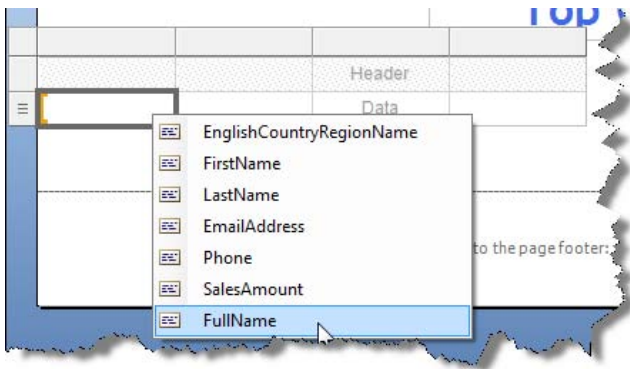 Top
Header
Data
EnglishCountryRegionName
FirstName
LastName
EmailAddress
Phone
to the page footer:
SalesAmount
FullName